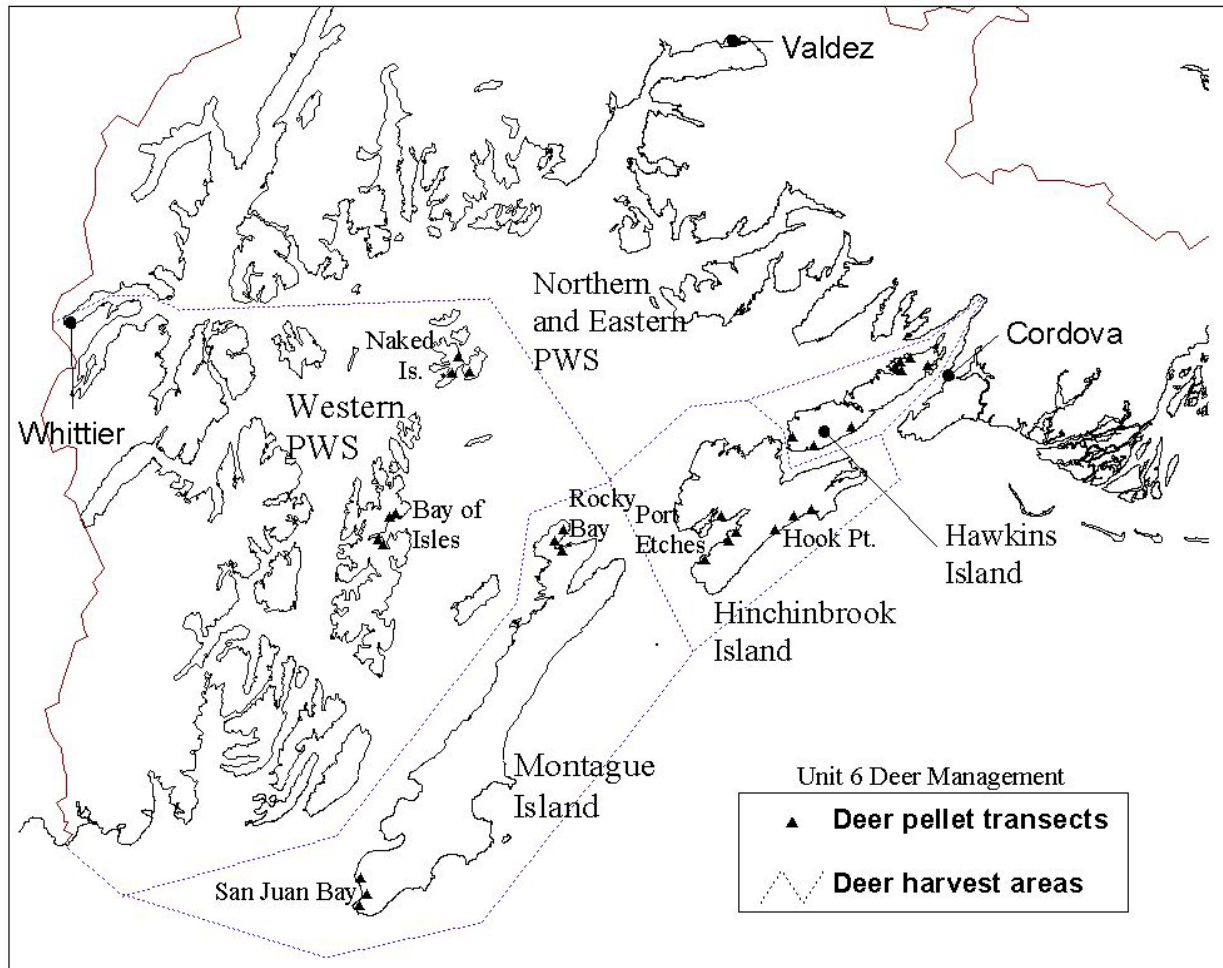 Valdez
Northern
and Eastern
PWS
Naked
Is.
Cordova
Western
PWS
Whittier
Bay of
Isles
Rocky
Bay
Port
Etches
Hook Pt.
Hawkins
Island
Hinchinbrook
Island
Montague
Island
San Juan Bay
Unit 6 Deer Management
Deer pellet transects
Deer harvest areas